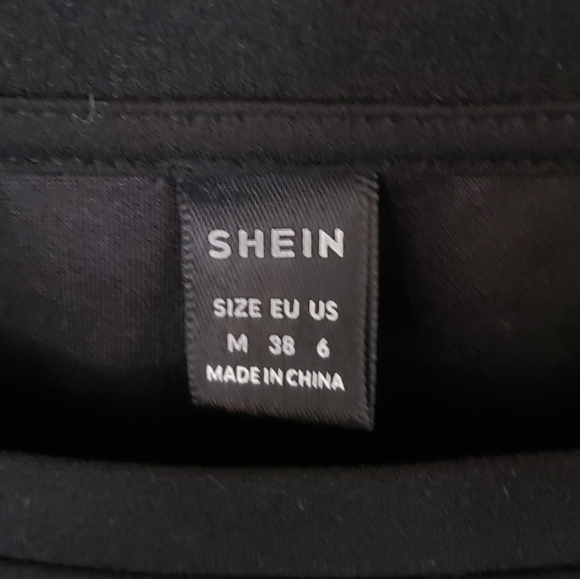 SHEIN
SIZE EU US
M 38 6
MADE IN CHINA